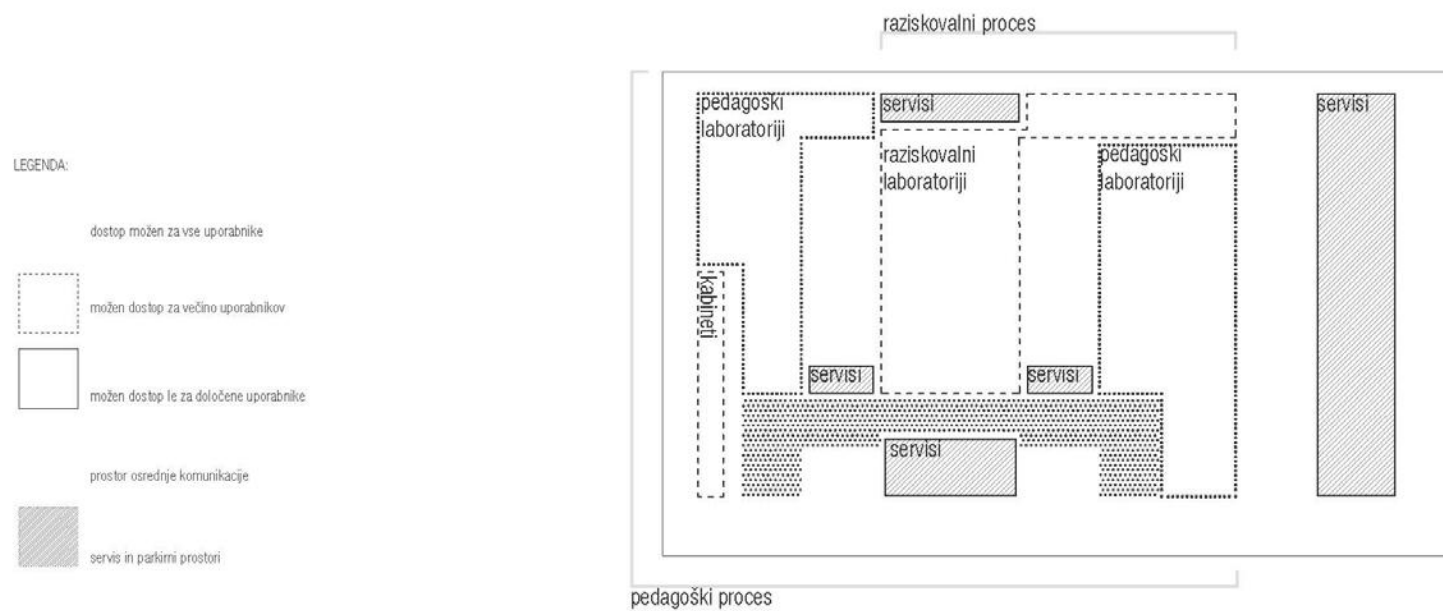 raziskovalni proces
LEGENDA:
dostop možen za vse uporabnike
možen dostop za večino uporabnikov
možen dostop le za določene uporabnike
prostor osrednje komunikacije
servis in parkirni prostori
pedagoški
laboratoriji
servisi
raziskovalni
laboratoriji
pedagoški
laboratoriji
servisi
kabineti
servisi
servisi
servisi
pedagoški proces